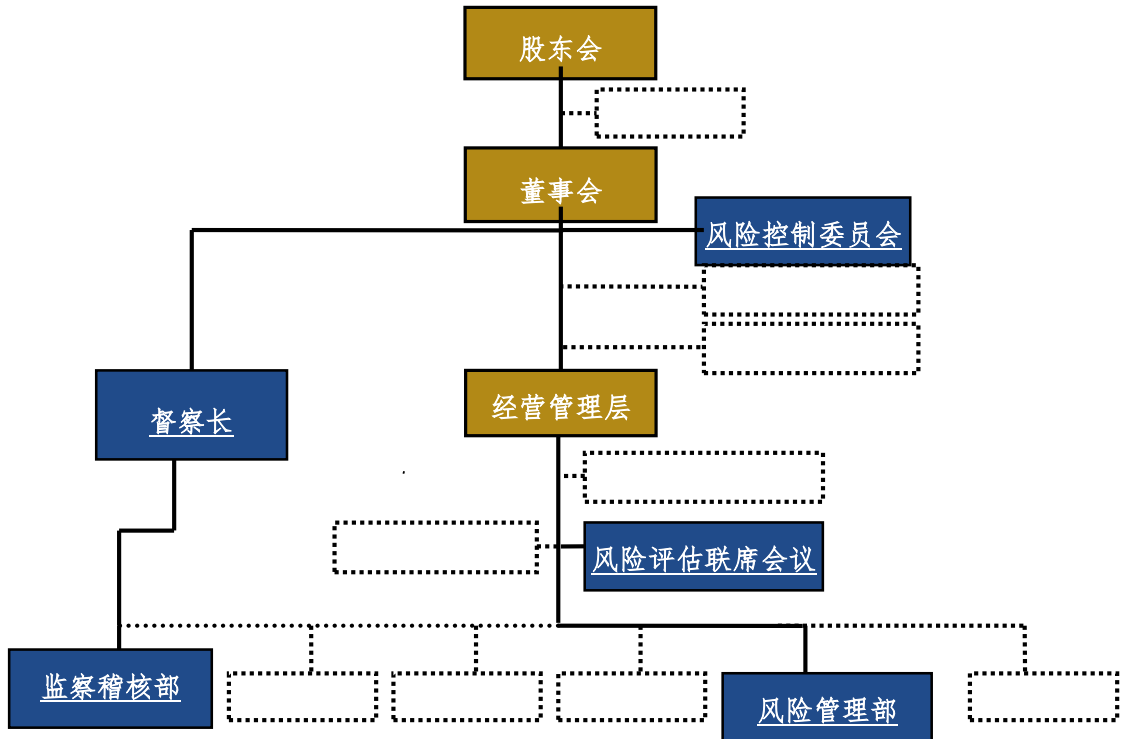 股东会
董事会
风险控制委员会
督察长
经营管理层
风险评估联席会议
监察稽核部
风险管理部